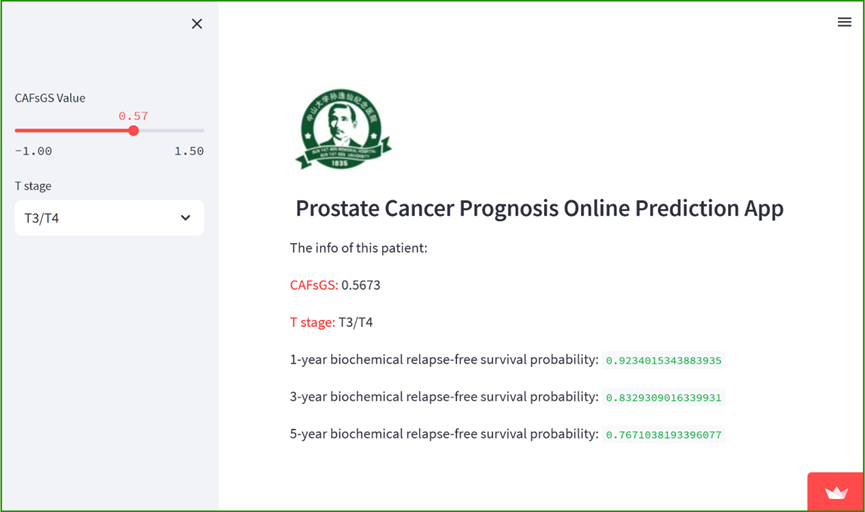 CAFsGS Value
0.57
-1.00 1.50
T stage
T3/T4
中山大学孙逸仙纪念医院
SUN YAT-SEN MEMORIAL HOSPITAL
SUN YAT-SEN UNIVERSITY
1835
Prostate Cancer Prognosis Online Prediction App
The info of this patient:
CAFsGS: 0.5673
T stage: T3/T4
1-year biochemical relapse-free survival probability: 0.9234015343883935
3-year biochemical relapse-free survival probability: 0.8329309016339931
5-year biochemical relapse-free survival probability: 0.7671038193396077